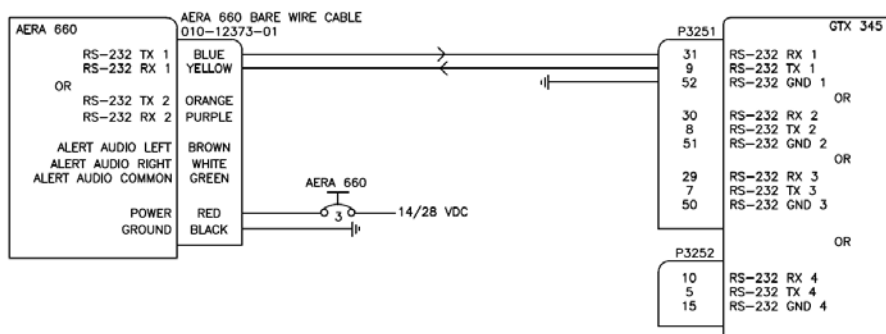 AERA 660 BARE WIRE CABLE
010-12373-01
AERA 660
RS-232 TX 1 BLUE
RS-232 RX 1 YELLOW
OR
RS-232 TX 2 ORANGE
RS-232 RX 2 PURPLE
ALERT AUDIO LEFT BROWN
ALERT AUDIO RIGHT WHITE
ALERT AUDIO COMMON GREEN
POWER RED
GROUND BLACK
AERA 660
3
14/28 VDC
P3251
GTX 345
31 RS-232 RX 1
9 RS-232 TX 1
52 RS-232 GND 1
OR
30 RS-232 RX 2
8 RS-232 TX 2
51 RS-232 GND 2
OR
29 RS-232 RX 3
7 RS-232 TX 3
50 RS-232 GND 3
OR
P3252
10 RS-232 RX 4
5 RS-232 TX 4
15 RS-232 GND 4